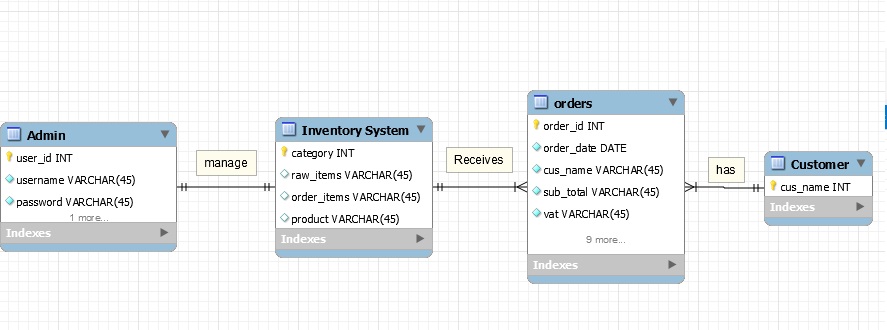 Admin
user_id INT
username VARCHAR(45)
password VARCHAR(45)
1 more...
Indexes
manage
Inventory System
category INT
raw_items VARCHAR(45)
order_items VARCHAR(45)
product VARCHAR(45)
Indexes
Receives
orders
order_id INT
order_date DATE
cus_name VARCHAR(45)
sub_total VARCHAR(45)
vat VARCHAR(45)
9 more...
Indexes
has
Customer
cus_name INT
Indexes